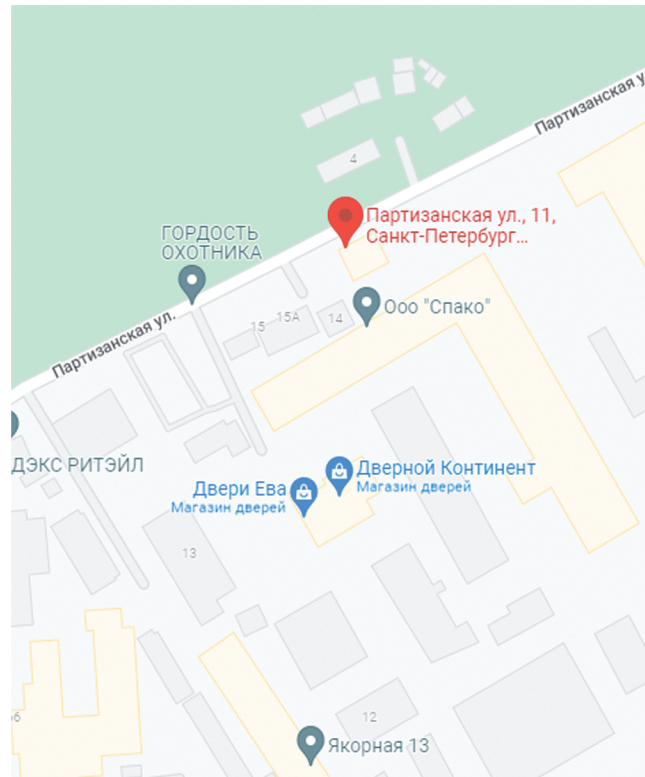 Партизанская у
4
Партизанская ул., 11,
Санкт-Петербург...
ГОРДОСТЬ
ОХОТНИКА
Ооо "Спако"
15А
14
15
Партизанская ул.
ДЭКС РИТЭЙЛ
Дверной Континент
Магазин дверей
Двери Ева
Магазин дверей
13
12
Якорная 13